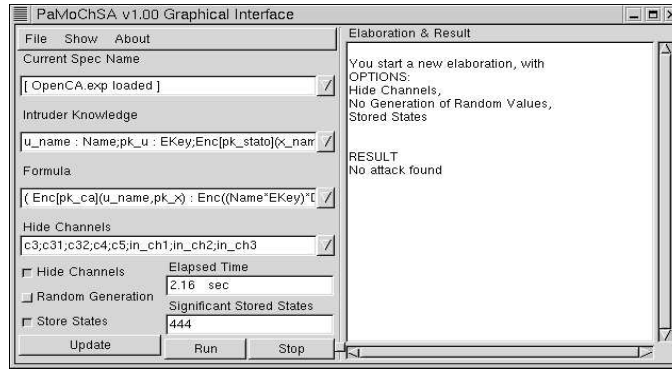 PaMoChSA v1.00 Graphical Interface
File Show About
Current Spec Name
[ OpenCA.exp loaded ]
Intruder Knowledge
u_name : Name;pk_u : EKey;Enc[pk_stato](x_nam
Formula
( Enc[pk_ca](u_name,pk_x) : Enc((Name*EKey)*
Hide Channels
c3;c31;c32;c4;c5;in_ch1;in_ch2;in_ch3
Hide Channels
Random Generation
Store States
Elapsed Time
2.16 sec
Significant Stored States
444
Update
Run
Stop
Elaboration & Result
You start a new elaboration, with
OPTIONS:
Hide Channels,
No Generation of Random Values,
Stored States
RESULT
No attack found